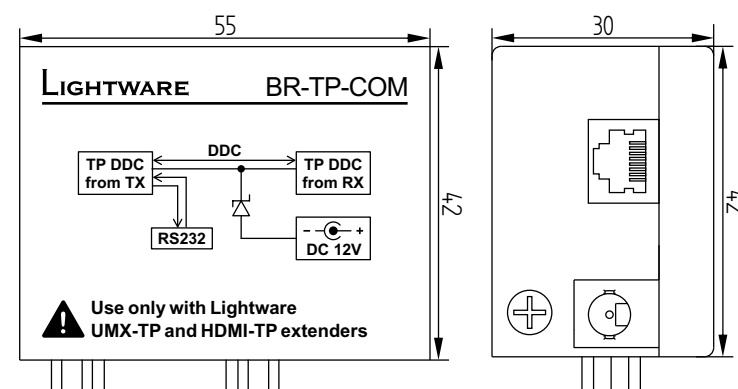 55
30
LIGHTWARE BR-TP-COM
42
42
DDC
TP DDC
from TX
TP DDC
from RX
RS232
- +
DC 12V
Use only with Lightware
UMX-TP and HDMI-TP extenders